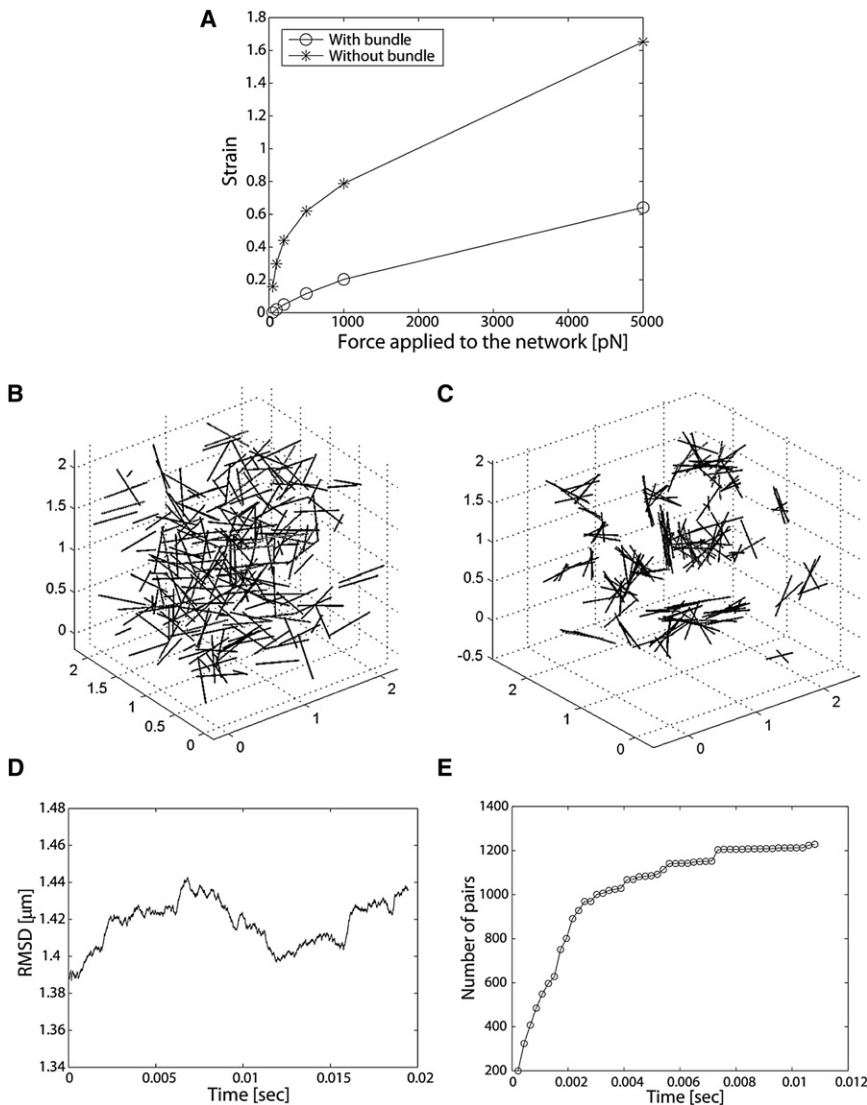 A
With bundle
Without bundle
1.8
1.6
1.4
1.2
1
0.8
0.6
0.4
0.2
0
Strain
0 1000 2000 3000 4000 5000
Force applied to the network [pN]
B
2
1.5
1
0.5
0
2 1.5 1 0.5 0
0 1 2
C
2
1.5
1
0.5
0
-0.5
2 1 0
0 1 2
D
1.48
1.46
1.44
1.42
1.4
1.38
1.36
1.34
RMSD [µm]
0 0.005 0.01 0.015 0.02
Time [sec]
E
1400
1200
1000
800
600
400
200
Number of pairs
0 0.002 0.004 0.006 0.008 0.01 0.012
Time [sec]